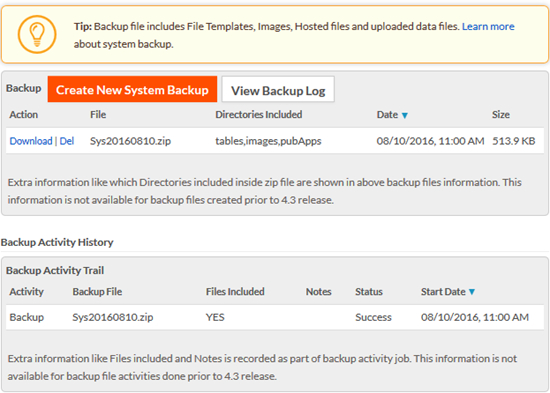 Tip: Backup file includes File Templates, Images, Hosted files and uploaded data files. Learn more
about system backup.
Backup Create New System Backup View Backup Log
Action File Directories Included Date ▼ Size
Download | Del Sys20160810.zip tables,images,pubApps 08/10/2016, 11:00 AM 513.9 KB
Extra information like which Directories included inside zip file are shown in above backup files information. This
information is not available for backup files created prior to 4.3 release.
Backup Activity History
Backup Activity Trail
Activity Backup File Files Included Notes Status Start Date ▼
Backup Sys20160810.zip YES Success 08/10/2016, 11:00 AM
Extra information like Files included and Notes is recorded as part of backup activity job. This information is not
available for backup file activities done prior to 4.3 release.